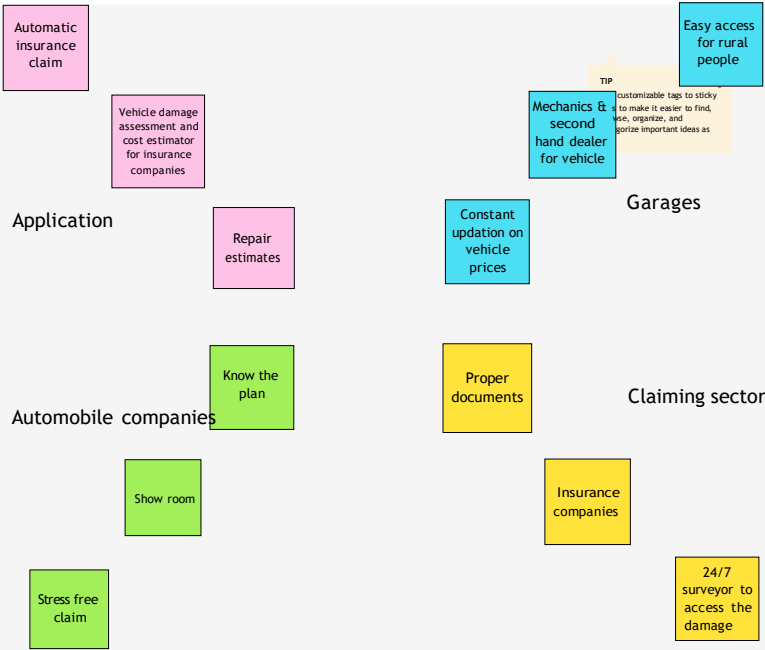 Automatic
insurance
claim
Easy access
for rural
people
Vehicle damage
assessment and
cost estimator
for insurance
companies
Mechanics &
second
hand dealer
for vehicle
TIP
customizable tags to sticky
to make it easier to find,
organize, and
important ideas as
Application
Garages
Repair
estimates
Constant
updation on
vehicle
prices
Know the
plan
Proper
documents
Automobile companies
Claiming sector
Show room
Insurance
companies
Stress free
claim
24/7
surveyor to
access the
damage